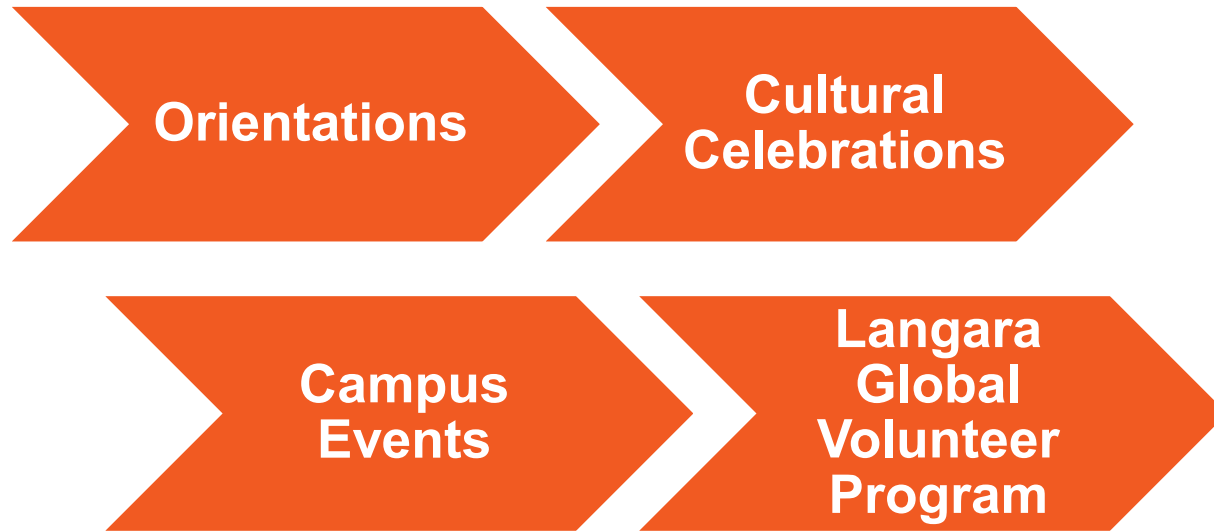 Orientations
Cultural
Celebrations
Campus
Events
Langara
Global
Volunteer
Program